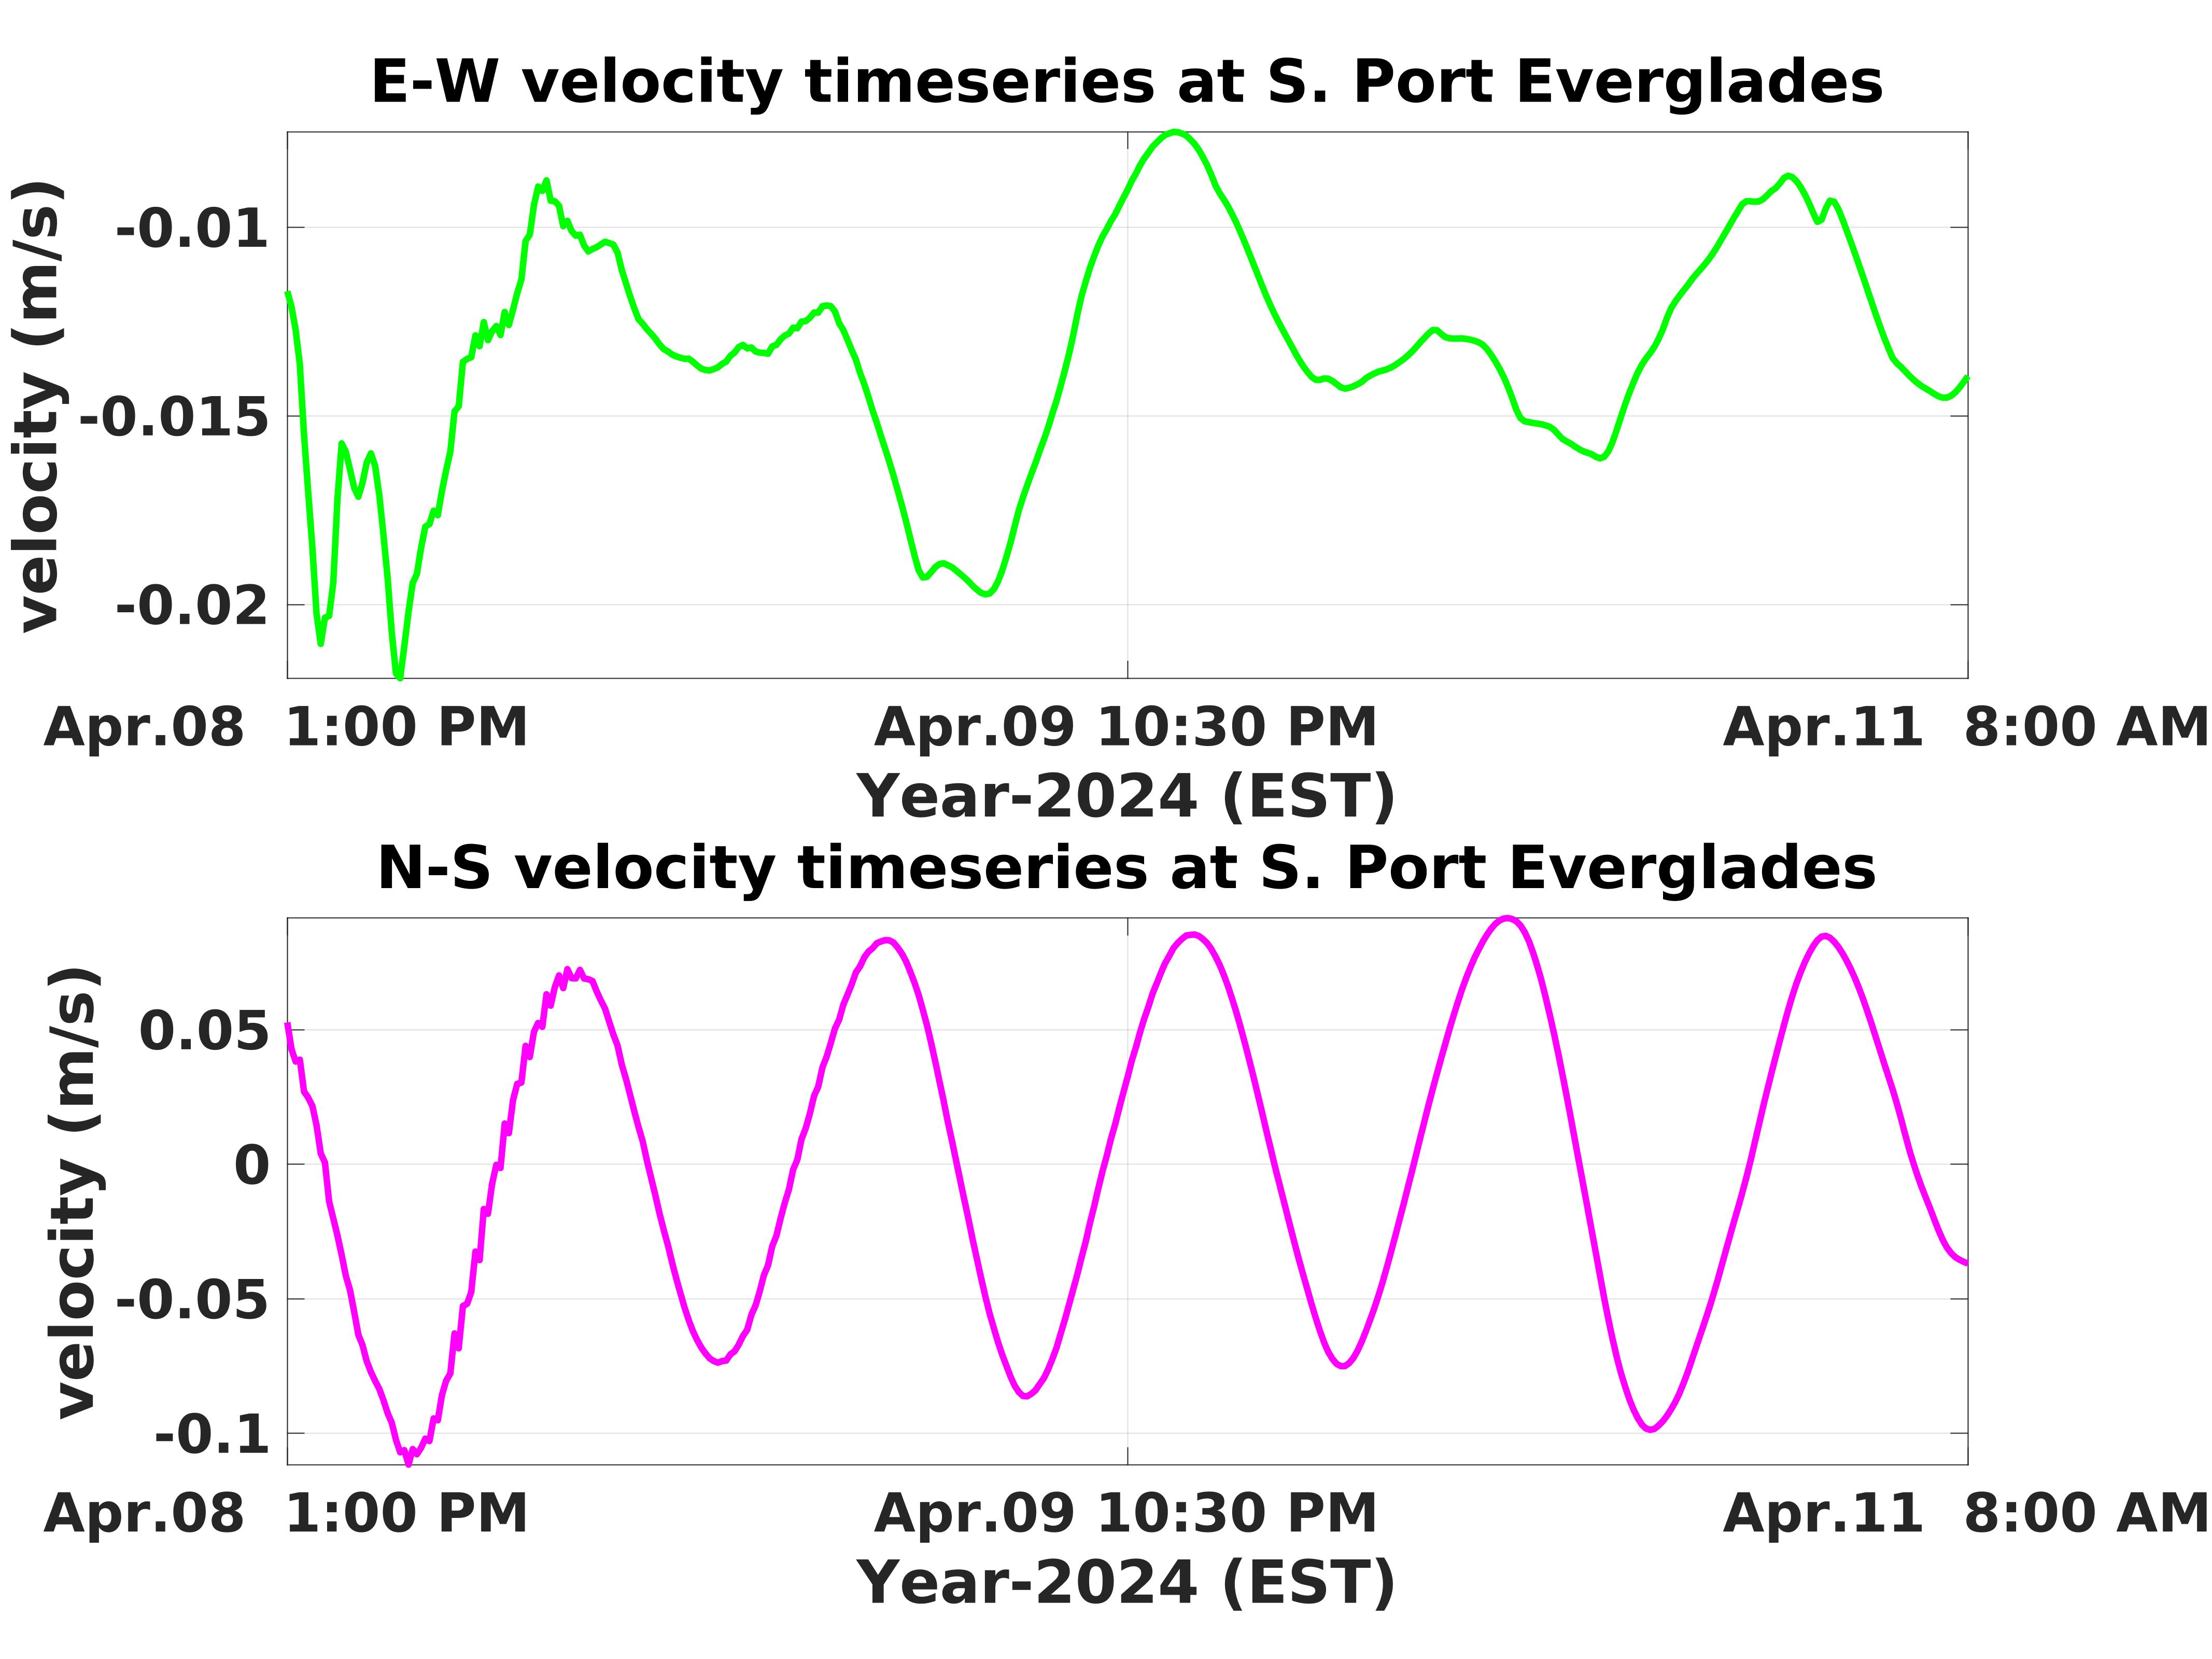 E-W velocity timeseries at S. Port Everglades
velocity (m/s)
-0.01
-0.015
-0.02
Apr.08  1:00 PM
Apr.09 10:30 PM
Apr.11  8:00 AM
Year-2024 (EST)
N-S velocity timeseries at S. Port Everglades
velocity (m/s)
0.05
0
-0.05
-0.1
Apr.08  1:00 PM
Apr.09 10:30 PM
Apr.11  8:00 AM
Year-2024 (EST)